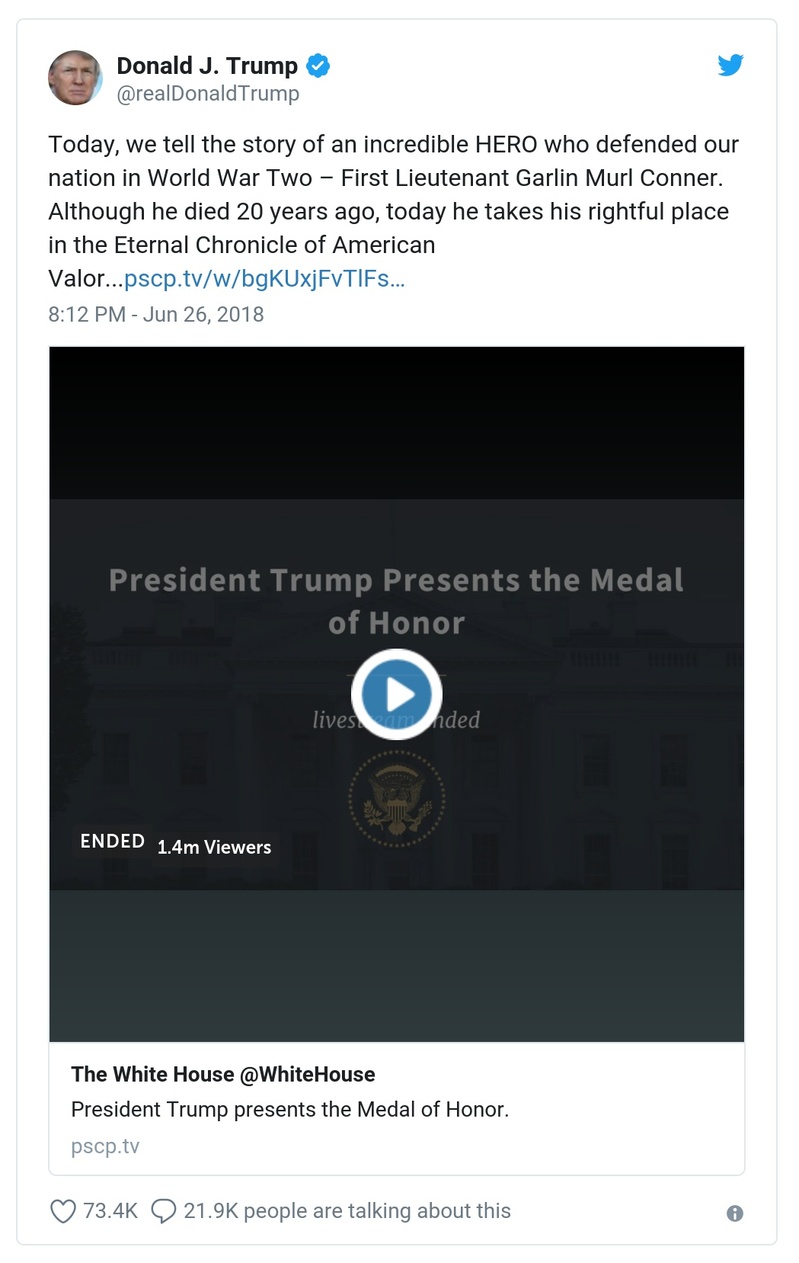 Donald J. Trump
@realDonaldTrump
Today, we tell the story of an incredible HERO who defended our
nation in World War Two – First Lieutenant Garlin Murl Conner.
Although he died 20 years ago, today he takes his rightful place
in the Eternal Chronicle of American
Valor...pscp.tv/w/bgKUxjFvTlFs…
8:12 PM - Jun 26, 2018
President Trump Presents the Medal
of Honor
livestream ended
ENDED 1.4m Viewers
The White House @WhiteHouse
President Trump presents the Medal of Honor.
pscp.tv
73.4K 21.9K people are talking about this